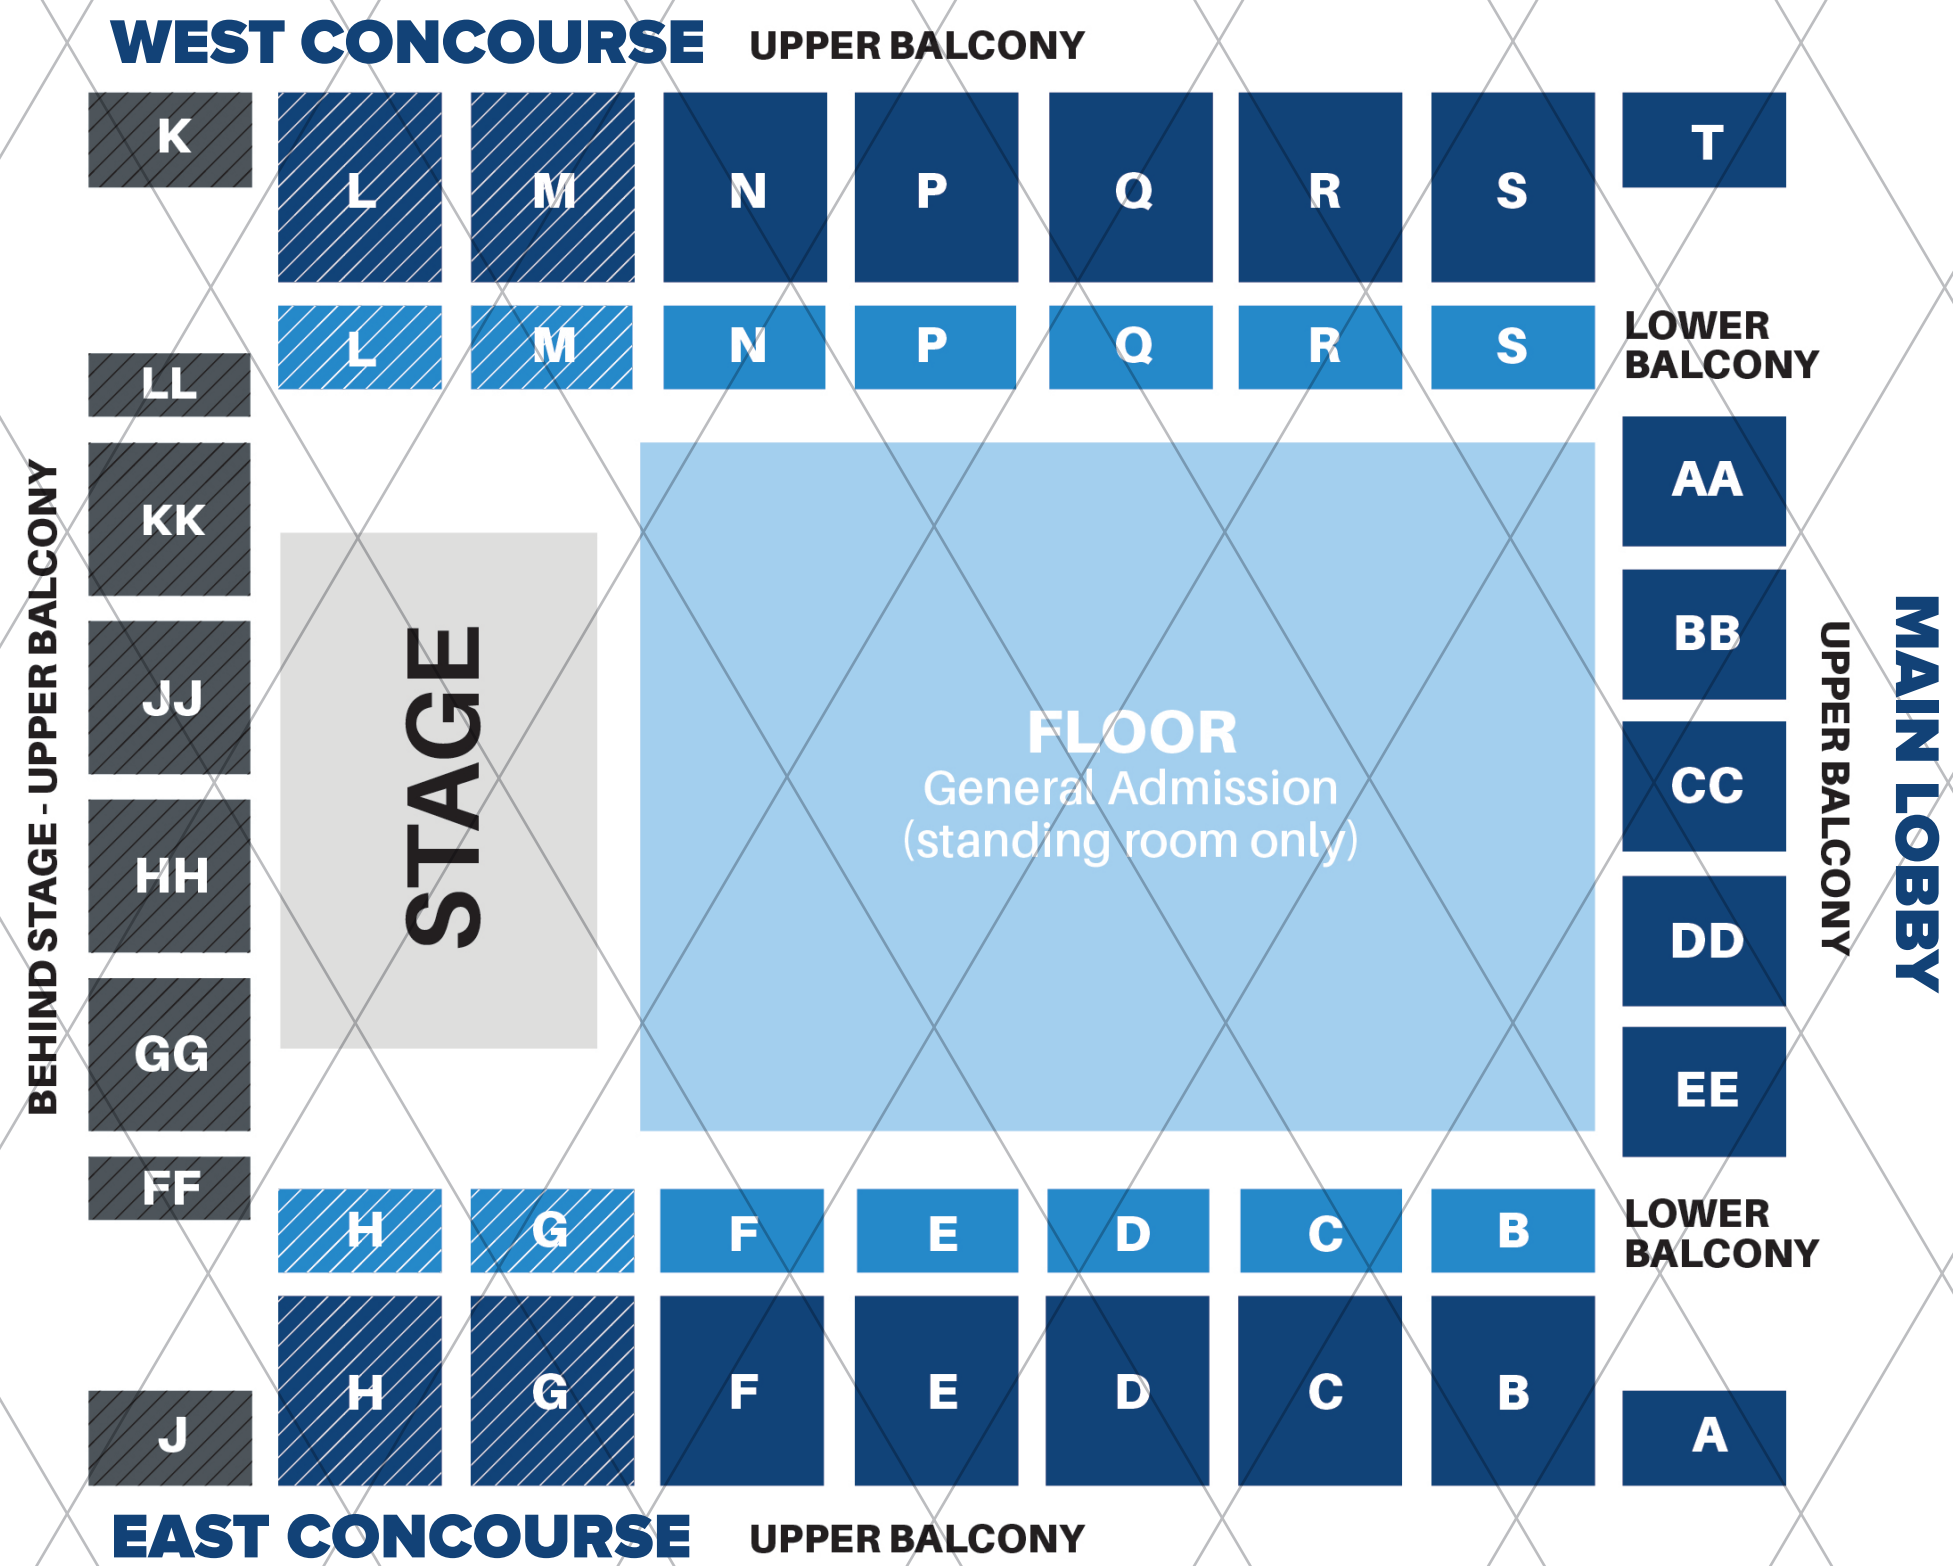 WEST CONCOURSE UPPER BALCONY
K L M N P Q R S T
L M N P Q R S
LOWER
BALCONY
LL
KK
JJ
HH
GG
FF
BEHIND STAGE - UPPER BALCONY
STAGE
FLOOR
General Admission
(standing room only)
AA
BB
CC
DD
EE
UPPER BALCONY
MAIN LOBBY
H G F E D C B
LOWER
BALCONY
J H G F E D C B A
EAST CONCOURSE UPPER BALCONY